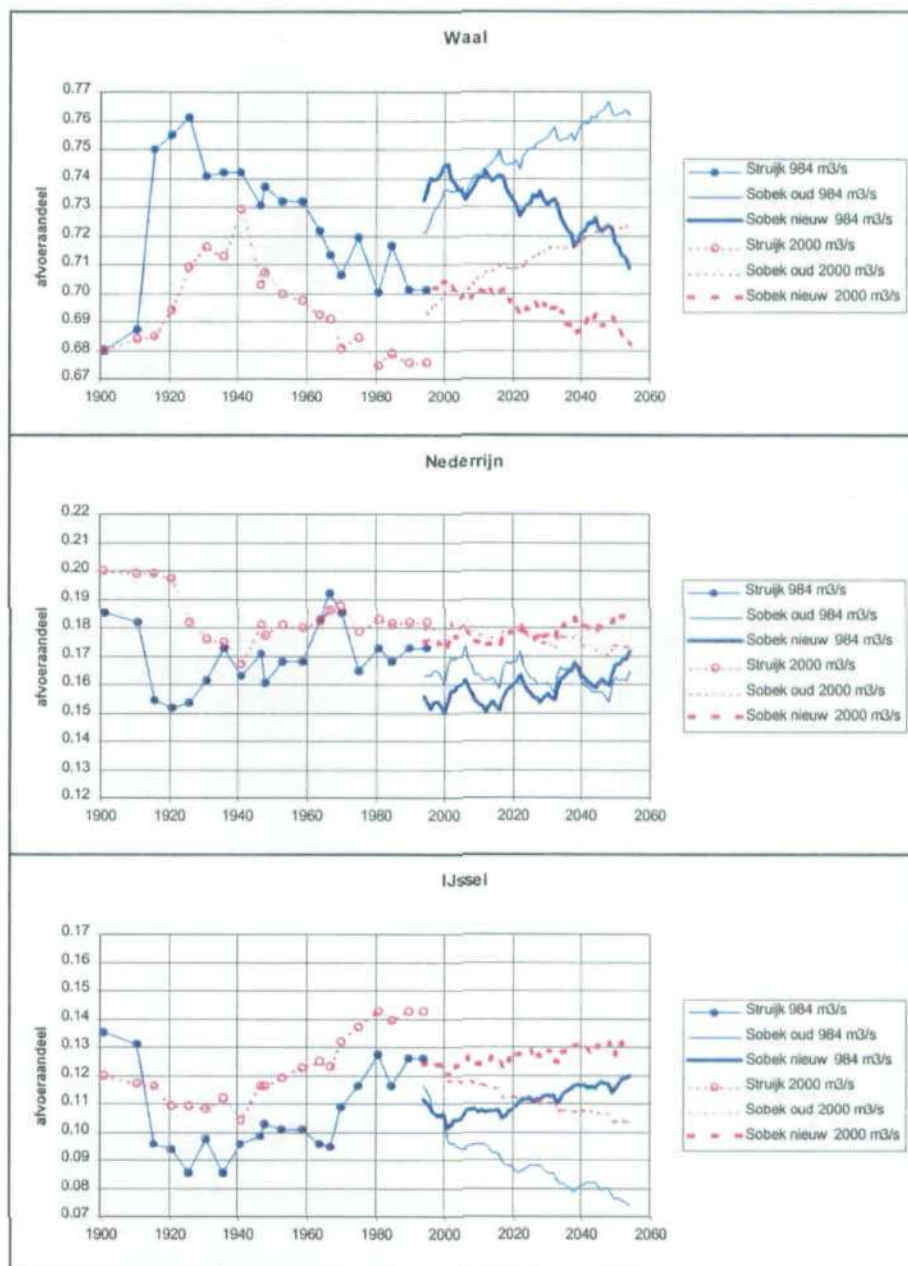 Waal
0.77
0.76
0.75
0.74
0.73
0.72
0.71
0.70
0.69
0.68
0.67
afvoeraandeel
1900 1920 1940 1960 1980 2000 2020 2040 2060
Struijk 984 m3/s
Sobek oud 984 m3/s
Sobek nieuw 984 m3/s
Struijk 2000 m3/s
Sobek oud 2000 m3/s
Sobek nieuw 2000 m3/s
Nederrijn
0.22
0.21
0.20
0.19
0.18
0.17
0.16
0.15
0.14
0.13
0.12
afvoeraandeel
1900 1920 1940 1960 1980 2000 2020 2040 2060
Struijk 984 m3/s
Sobek oud 984 m3/s
Sobek nieuw 984 m3/s
Struijk 2000 m3/s
Sobek oud 2000 m3/s
Sobek nieuw 2000 m3/s
IJssel
0.17
0.16
0.15
0.14
0.13
0.12
0.11
0.10
0.09
0.08
0.07
afvoeraandeel
1900 1920 1940 1960 1980 2000 2020 2040 2060
Struijk 984 m3/s
Sobek oud 984 m3/s
Sobek nieuw 984 m3/s
Struijk 2000 m3/s
Sobek oud 2000 m3/s
Sobek nieuw 2000 m3/s